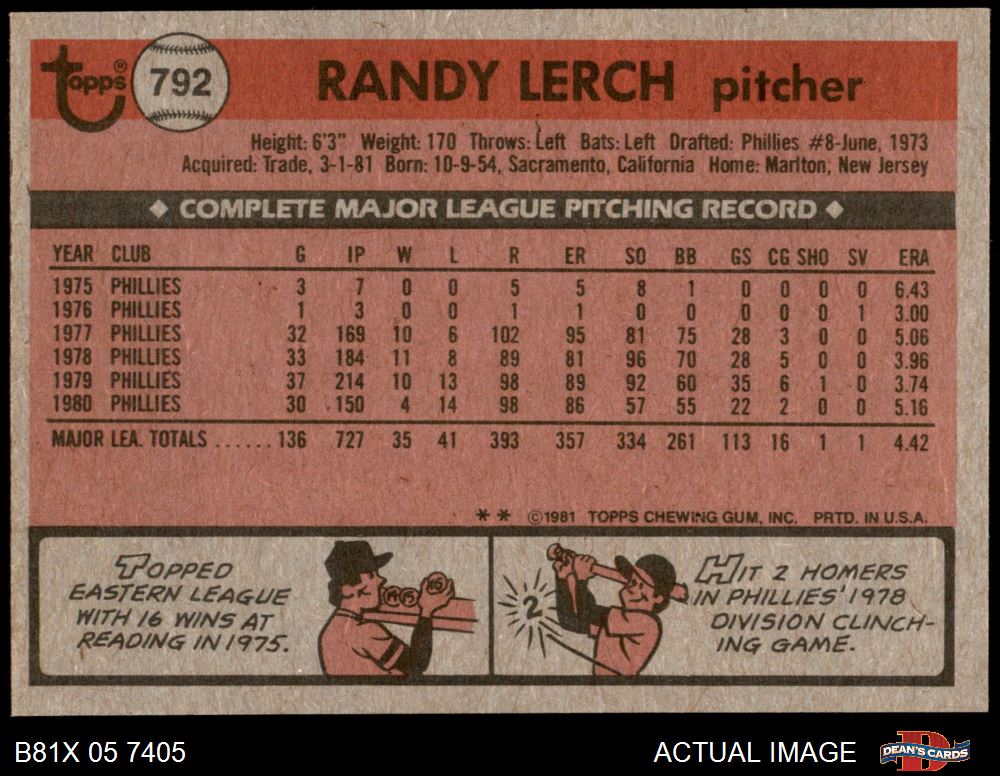 topps® 792 RANDY LERCH pitcher
Height: 6'3" Weight: 170 Throws: Left Bats: Left Drafted: Phillies #8-June, 1973
Acquired: Trade, 3-1-81 Born: 10-9-54, Sacramento, California Home: Marlton, New Jersey
◆ COMPLETE MAJOR LEAGUE PITCHING RECORD ◆
YEAR CLUB G IP W L R ER SO BB GS CG SHO SV ERA
1975 PHILLIES 3 7 0 0 5 5 8 1 0 0 0 0 6.43
1976 PHILLIES 1 3 0 0 1 1 0 0 0 0 0 1 3.00
1977 PHILLIES 32 169 10 6 102 95 81 75 28 3 0 0 5.06
1978 PHILLIES 33 184 11 8 89 81 96 70 28 5 0 0 3.96
1979 PHILLIES 37 214 10 13 98 89 92 60 35 6 1 0 3.74
1980 PHILLIES 30 150 4 14 98 86 57 55 22 2 0 0 5.16
MAJOR LEA. TOTALS ...... 136 727 35 41 393 357 334 261 113 16 1 1 4.42
** ©1981 TOPPS CHEWING GUM, INC. PRTD. IN U.S.A.
TOPPED
EASTERN LEAGUE
WITH 16 WINS AT
READING IN 1975.
14 15 16
2
HIT 2 HOMERS
IN PHILLIES' 1978
DIVISION CLINCH-
ING GAME.
B81X 05 7405
ACTUAL IMAGE
D
DEAN'S CARDS